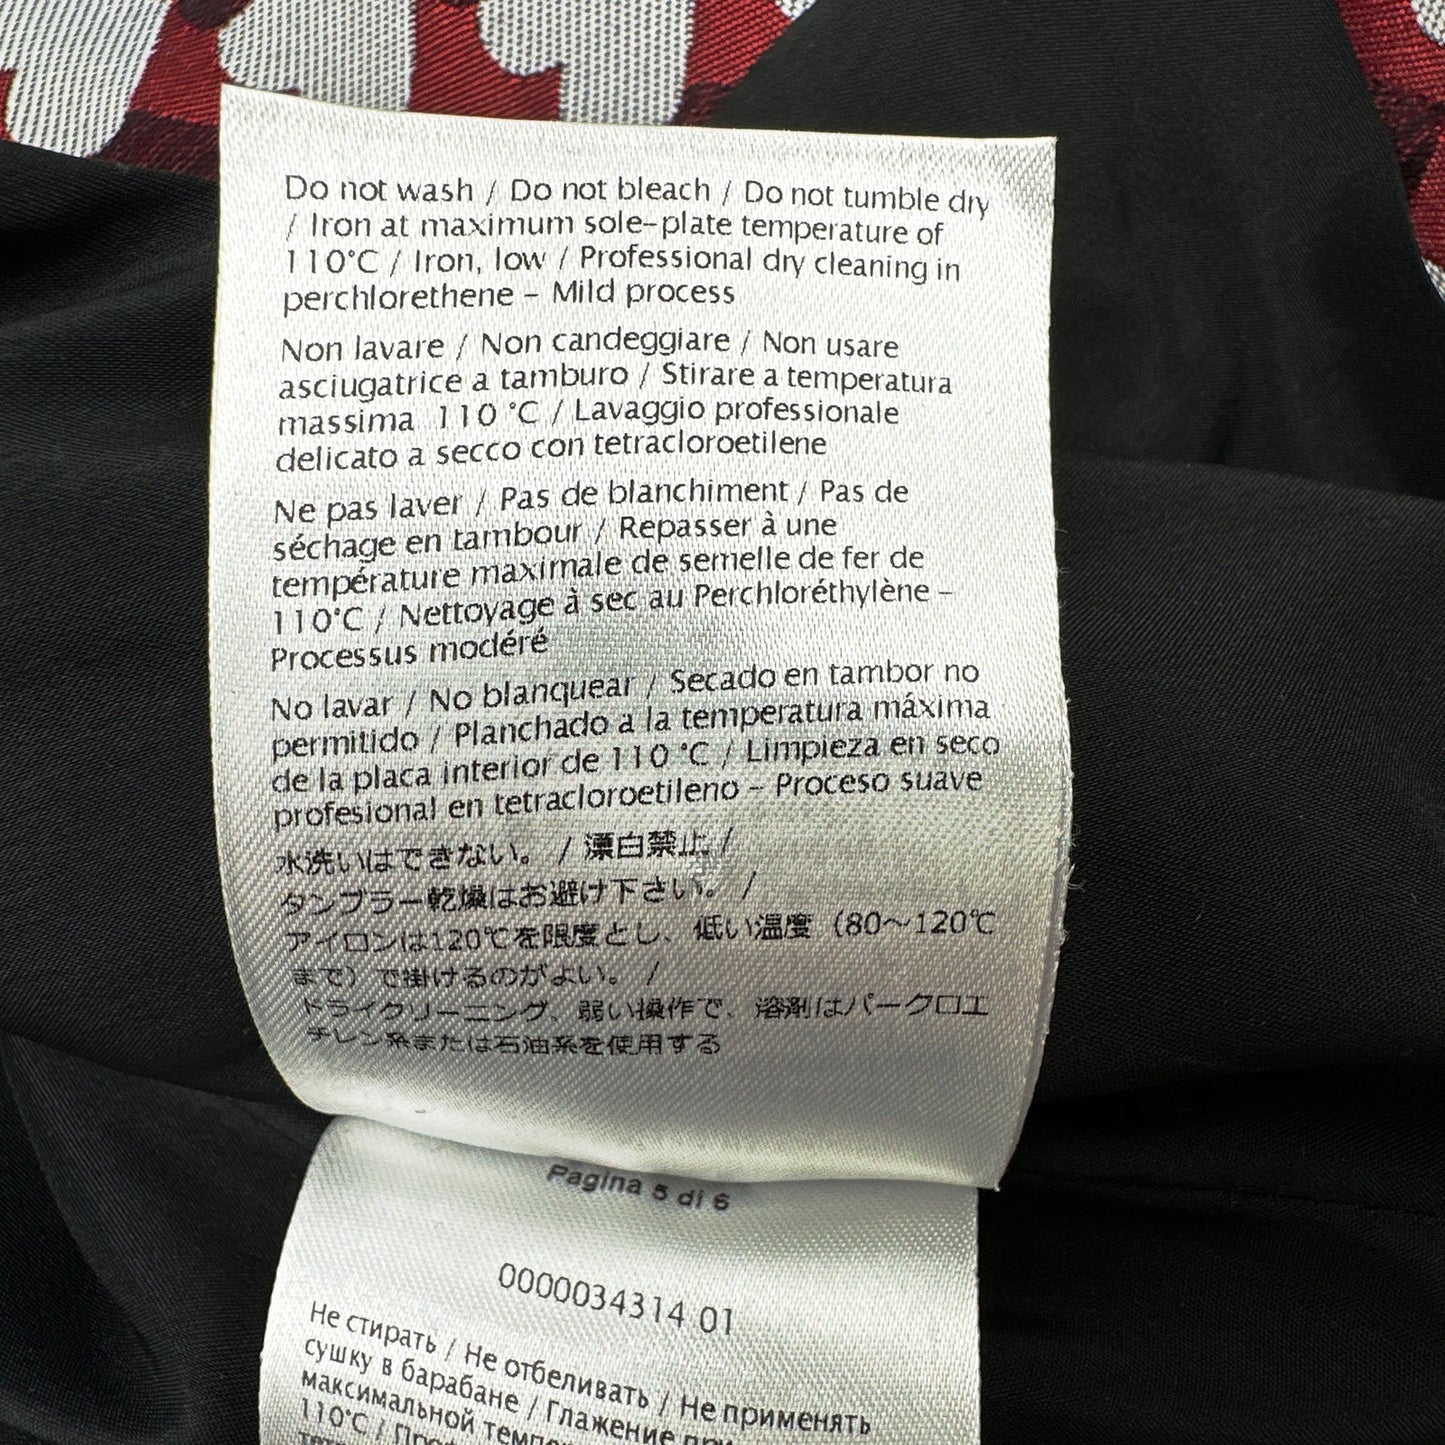 Do not wash / Do not bleach / Do not tumble dry
/ Iron at maximum sole-plate temperature of
110°C / Iron, low / Professional dry cleaning in
perchlorethene - Mild process
Non lavare / Non candeggiare / Non usare
asciugatrice a tamburo / Stirare a temperatura
massima 110 °C / Lavaggio professionale
delicato a secco con tetracloroetilene
Ne pas laver / Pas de blanchiment / Pas de
séchage en tambour / Repasser à une
température maximale de semelle de fer de
110°C / Nettoyage à sec au Perchloréthylène -
Processus modéré
No lavar / No blanquear / Secado en tambor no
permitido / Planchado a la temperatura máxima
de la placa interior de 110 °C / Limpieza en seco
profesional en tetracloroetileno - Proceso suave
水洗いはできない。 / 漂白禁止 /
タンブラー乾燥はお避け下さい。 /
アイロンは120℃を限度とし、低い温度（80～120℃
まで）で掛けるのがよい。 /
ドライクリーニング、弱い操作で、溶剤はパークロロエ
チレン系または石油系を使用する
Pagina 5 di 6
0000034314 01
Не стирать / Не отбеливать / Не применять
сушку в барабане / Глажение при
максимальной
110°C /